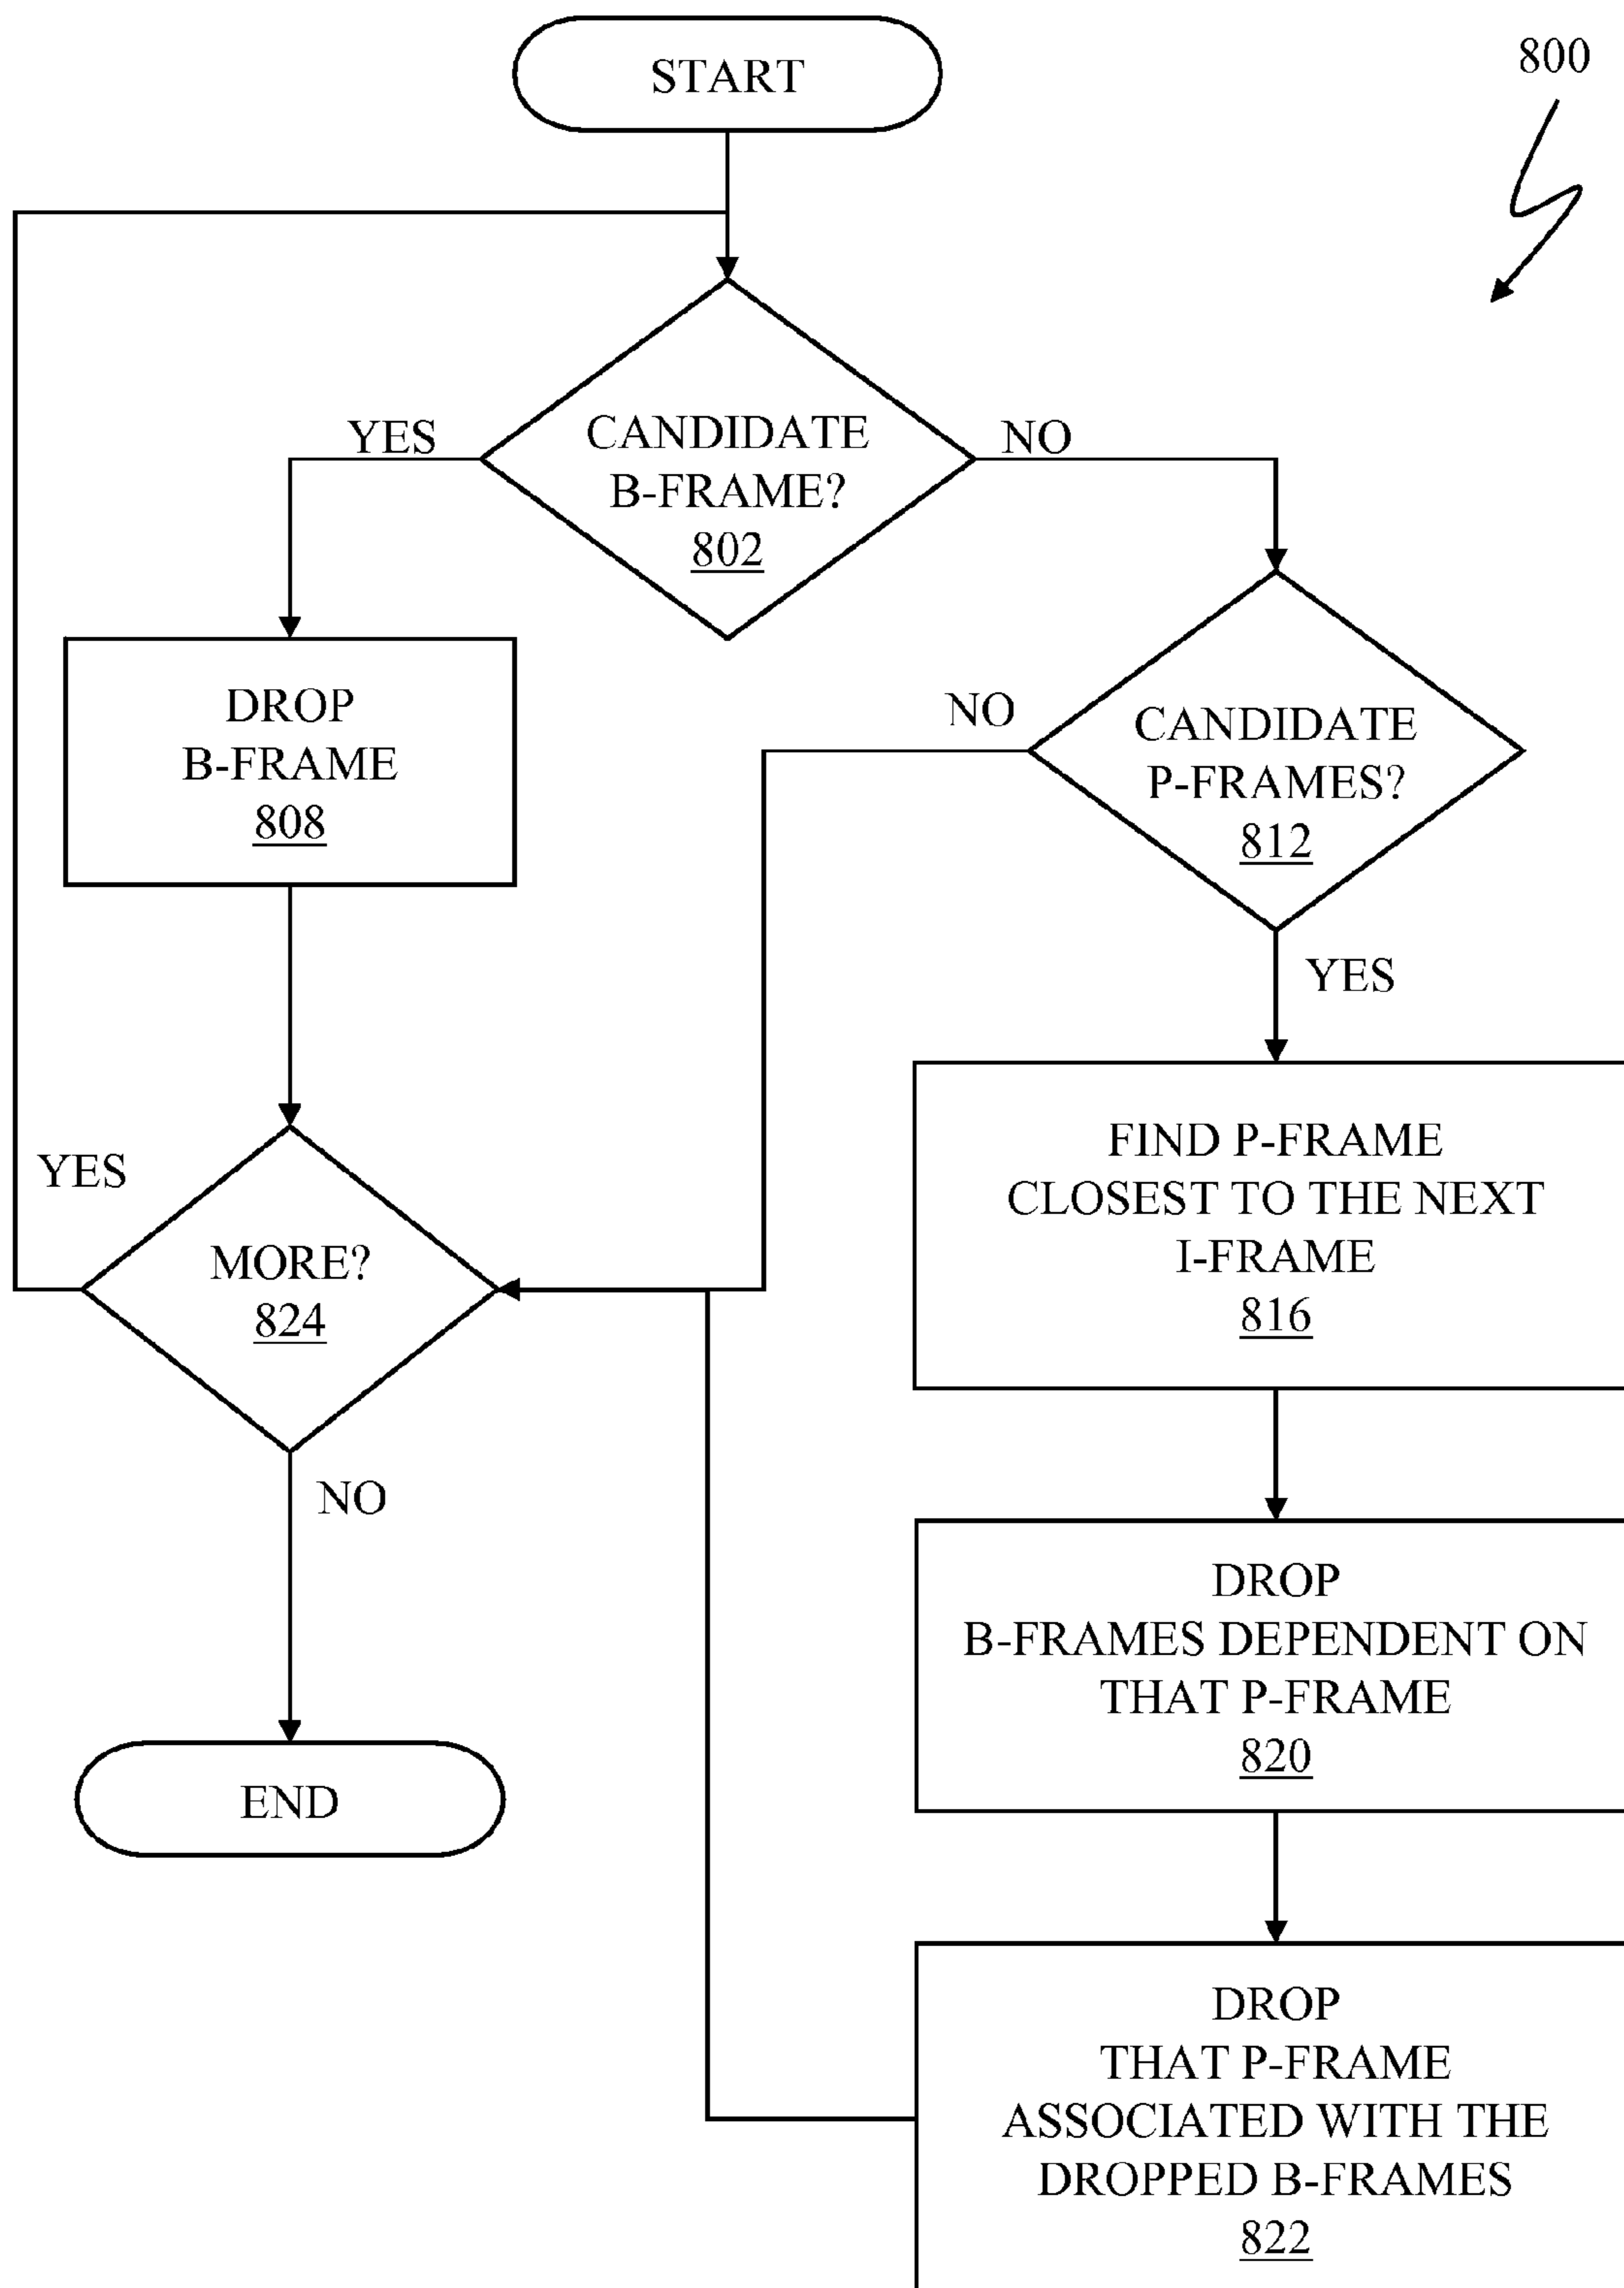 START
800
CANDIDATE
B-FRAME?
802
YES
NO
DROP
B-FRAME
808
CANDIDATE
P-FRAMES?
812
NO
YES
FIND P-FRAME
CLOSEST TO THE NEXT
I-FRAME
816
YES
MORE?
824
NO
DROP
B-FRAMES DEPENDENT ON
THAT P-FRAME
820
END
DROP
THAT P-FRAME
ASSOCIATED WITH THE
DROPPED B-FRAMES
822